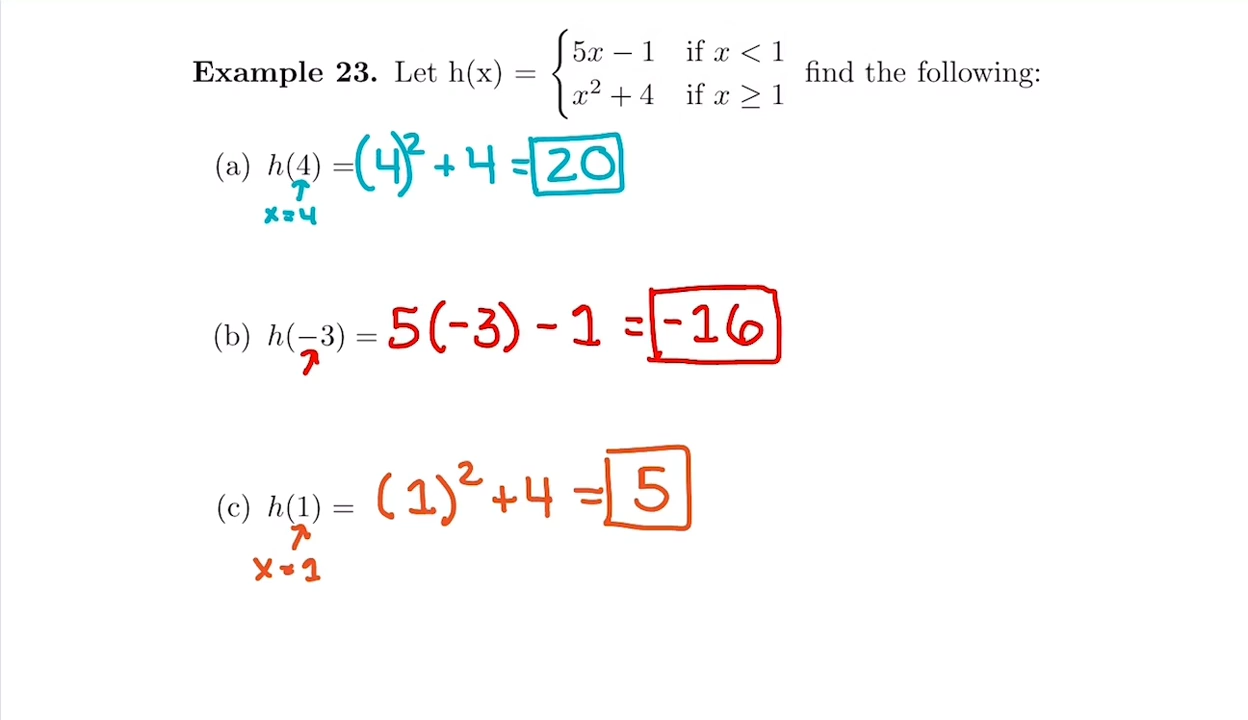 Example 23. Let h(x) = { 5x − 1 if x < 1
x² + 4 if x ≥ 1 find the following:
(a) h(4) = (4)² + 4 = 20
x=4
(b) h(−3) = 5(-3) - 1 = -16
(c) h(1) = (1)² + 4 = 5
x=1